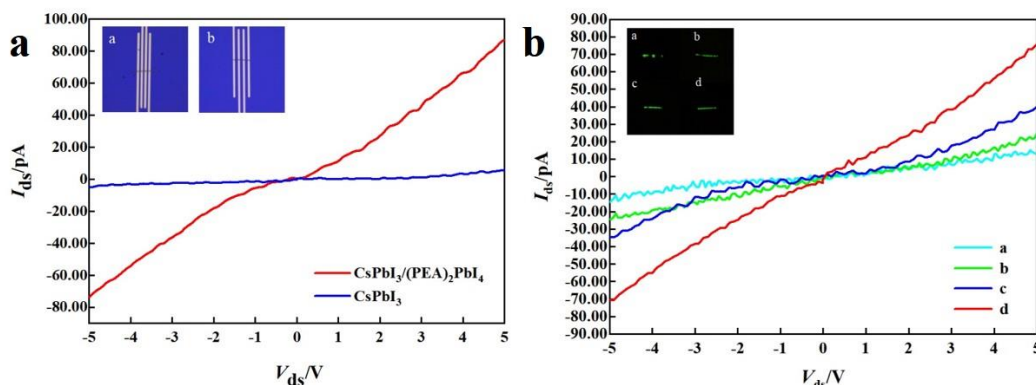 a
a
b
100.00
80.00
60.00
40.00
20.00
0
-20.00
-40.00
-60.00
-80.00
I_ds/pA
CsPbI₃/(PEA)₂PbI₄
CsPbI₃
-5 -4 -3 -2 -1 0 1 2 3 4 5
V_ds/V
b
a b
c d
90.00
80.00
70.00
60.00
50.00
40.00
30.00
20.00
10.00
0
-10.00
-20.00
-30.00
-40.00
-50.00
-60.00
-70.00
-80.00
-90.00
I_ds/pA
a
b
c
d
-5 -4 -3 -2 -1 0 1 2 3 4 5
V_ds/V